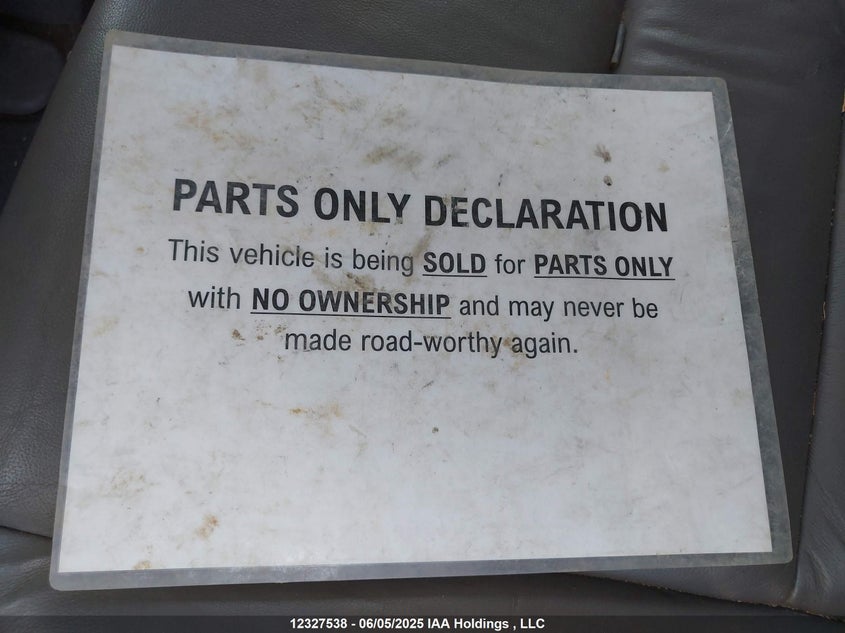 PARTS ONLY DECLARATION
This vehicle is being SOLD for PARTS ONLY
with NO OWNERSHIP and may never be
made road-worthy again.
12327538 - 06/05/2025 IAA Holdings , LLC